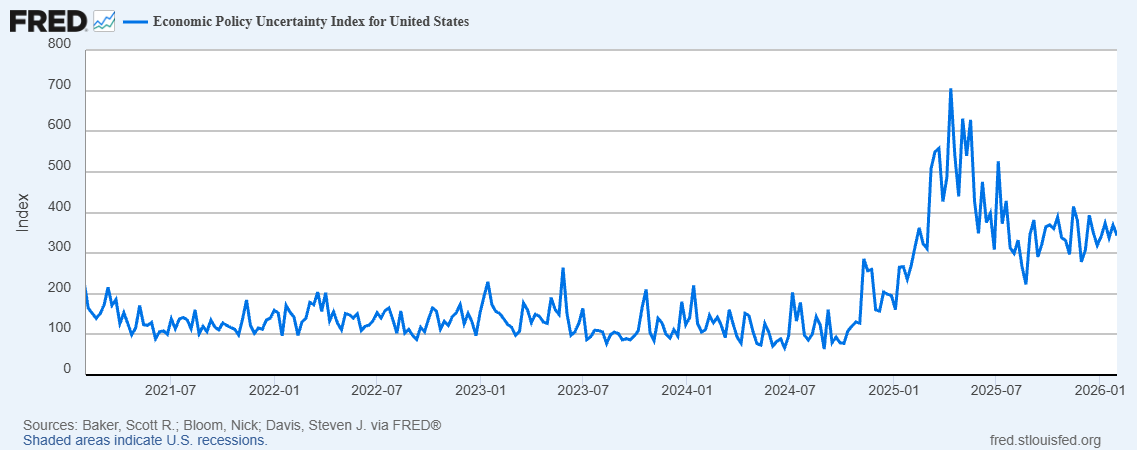 FRED® Economic Policy Uncertainty Index for United States
800
700
600
500
400
300
200
100
0
Index
2021-07 2022-01 2022-07 2023-01 2023-07 2024-01 2024-07 2025-01 2025-07 2026-01
Sources: Baker, Scott R.; Bloom, Nick; Davis, Steven J. via FRED®
Shaded areas indicate U.S. recessions.
fred.stlouisfed.org